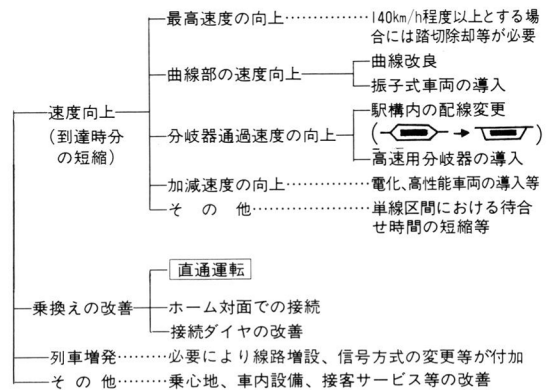 最高速度の向上……………140km/h程度以上とする場
合には踏切除却等が必要
曲線改良
曲線部の速度向上
振子式車両の導入
速度向上
(到達時分
の短縮)
駅構内の配線変更
分岐器通過速度の向上
( → )
高速用分岐器の導入
加減速度の向上……………電化、高性能車両の導入等
その他……………単線区間における待合
せ時間の短縮等
直通運転
乗換えの改善
ホーム対面での接続
接続ダイヤの改善
列車増発………必要により線路増設、信号方式の変更等が付加
その他………乗心地、車内設備、接客サービス等の改善